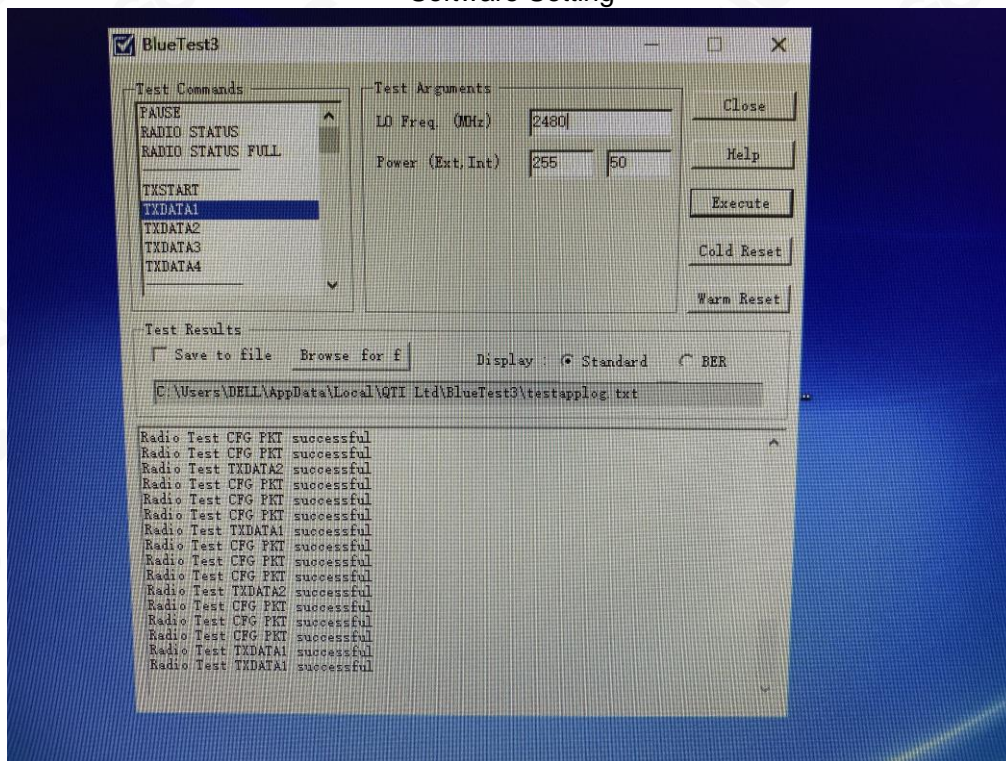 Software Setting
BlueTest3
Test Commands
PAUSE
RADIO STATUS
RADIO STATUS FULL
TXSTART
TXDATA1
TXDATA2
TXDATA3
TXDATA4
Test Arguments
LO Freq. (MHz) 2480
Power (Ext,Int) 255 50
Close
Help
Execute
Cold Reset
Warm Reset
Test Results
Save to file Browse for f Display : Standard BER
C:\Users\DELL\AppData\Local\QTI Ltd\BlueTest3\testapplog.txt
Radio Test CFG PKT successful
Radio Test CFG PKT successful
Radio Test TXDATA2 successful
Radio Test CFG PKT successful
Radio Test CFG PKT successful
Radio Test CFG PKT successful
Radio Test TXDATA1 successful
Radio Test CFG PKT successful
Radio Test CFG PKT successful
Radio Test CFG PKT successful
Radio Test TXDATA2 successful
Radio Test CFG PKT successful
Radio Test CFG PKT successful
Radio Test CFG PKT successful
Radio Test TXDATA1 successful
Radio Test TXDATA1 successful